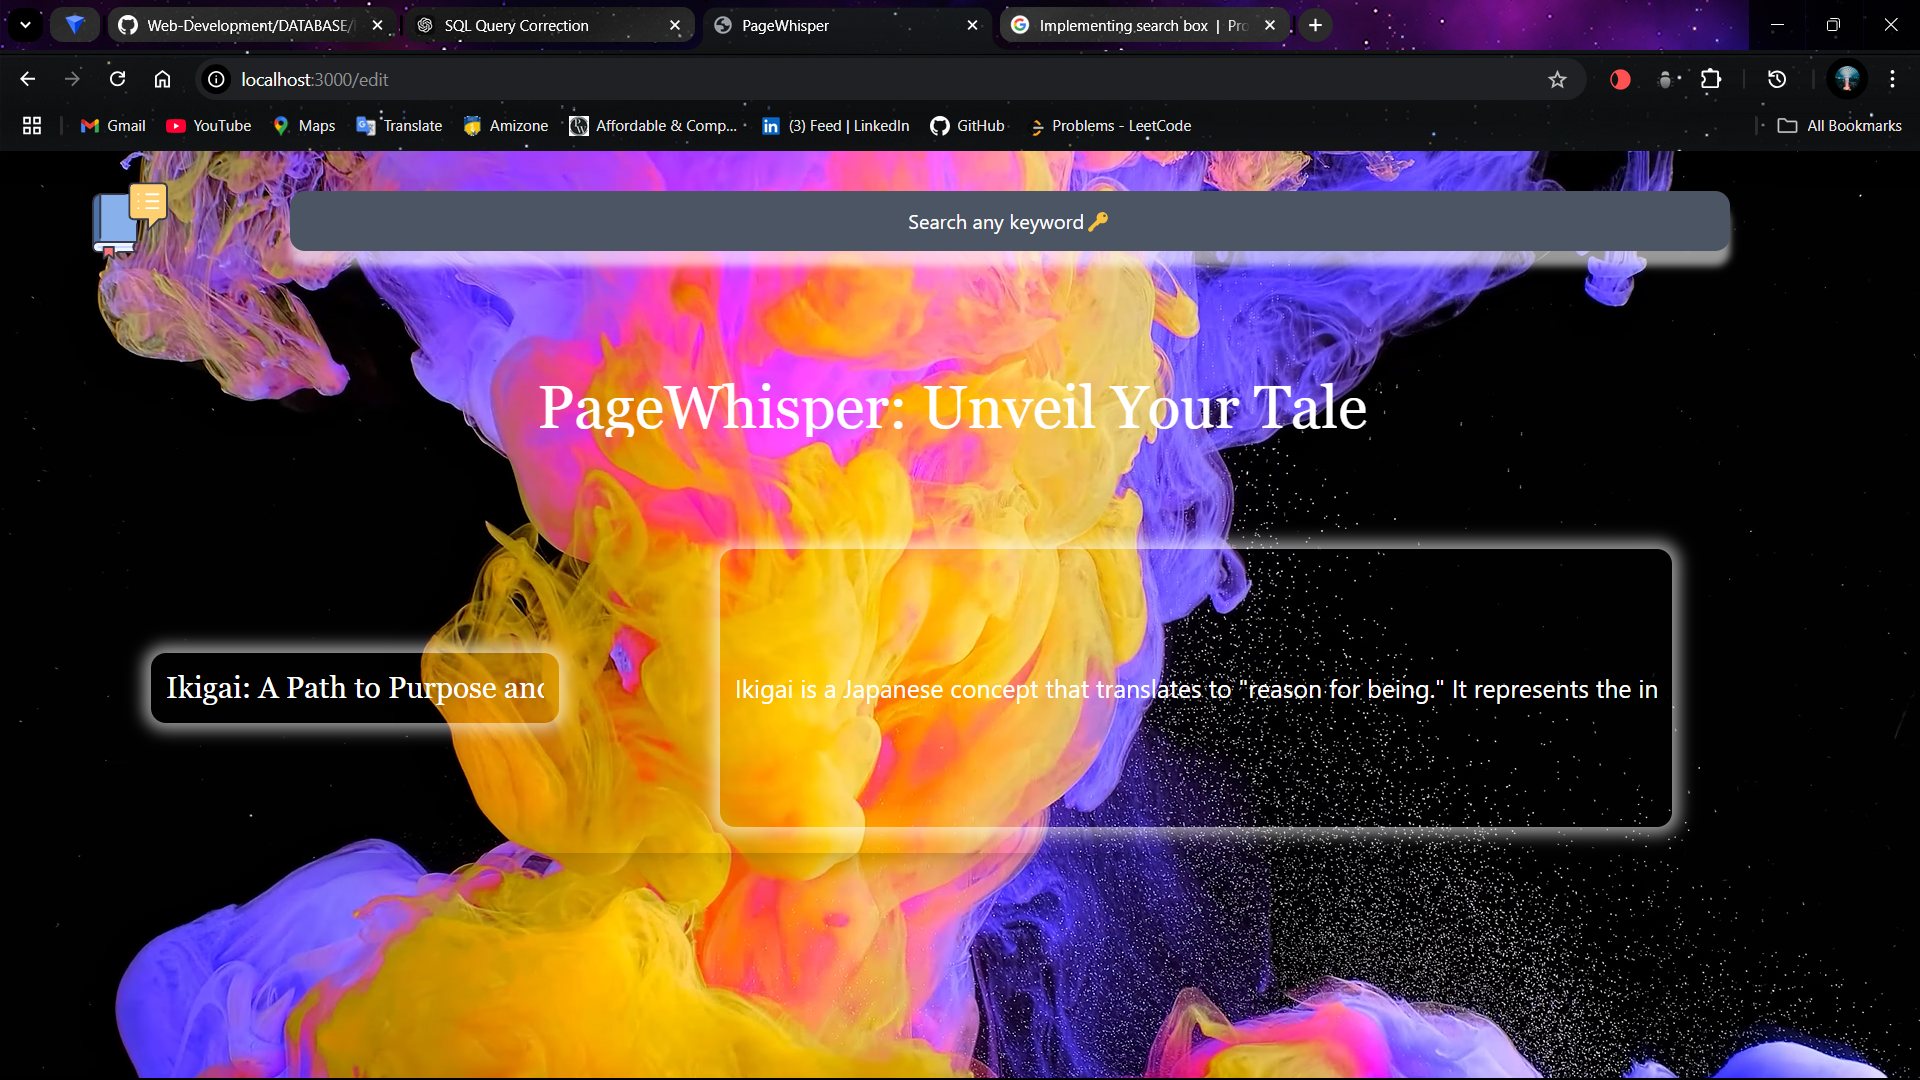 Web-Development/DATABASE/
SQL Query Correction
PageWhisper
Implementing search box | Pro
localhost:3000/edit
Gmail
YouTube
Maps
Translate
Amizone
Affordable & Comp...
(3) Feed | LinkedIn
GitHub
Problems - LeetCode
All Bookmarks
Search any keyword🔑
PageWhisper: Unveil Your Tale
Ikigai: A Path to Purpose and
Ikigai is a Japanese concept that translates to "reason for being." It represents the in